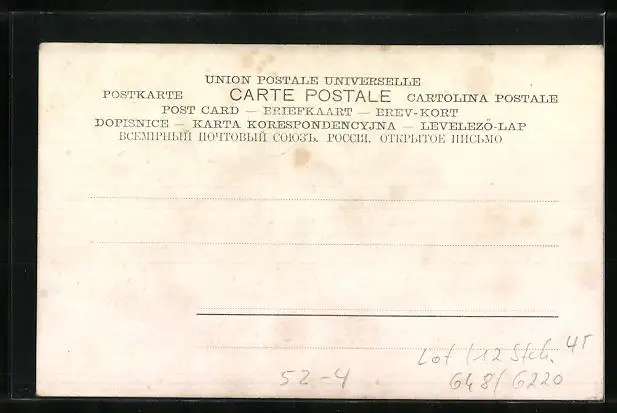 UNION POSTALE UNIVERSELLE
POSTKARTE CARTE POSTALE CARTOLINA POSTALE
POST CARD — BRIEFKAART — BREV-KORT
DOPISNICE — KARTA KORESPONDENCYJNA — LEVELEZŐ-LAP
ВСЕМІРНЫЙ ПОЧТОВЫЙ СОЮЗЪ. РОССІЯ. ОТКРЫТОЕ ПИСЬМО
Lot /12 Stck. 45
52.-4 648/6220